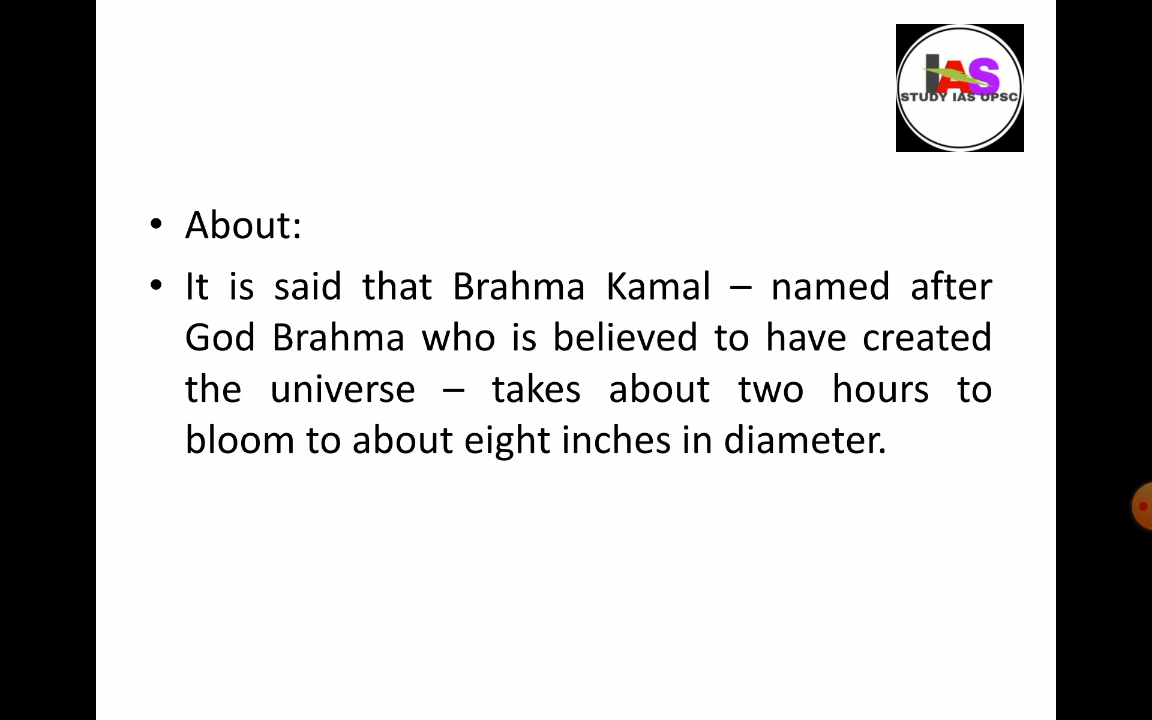 IAS
STUDY IAS UPSC
• About:
• It is said that Brahma Kamal – named after
God Brahma who is believed to have created
the universe – takes about two hours to
bloom to about eight inches in diameter.